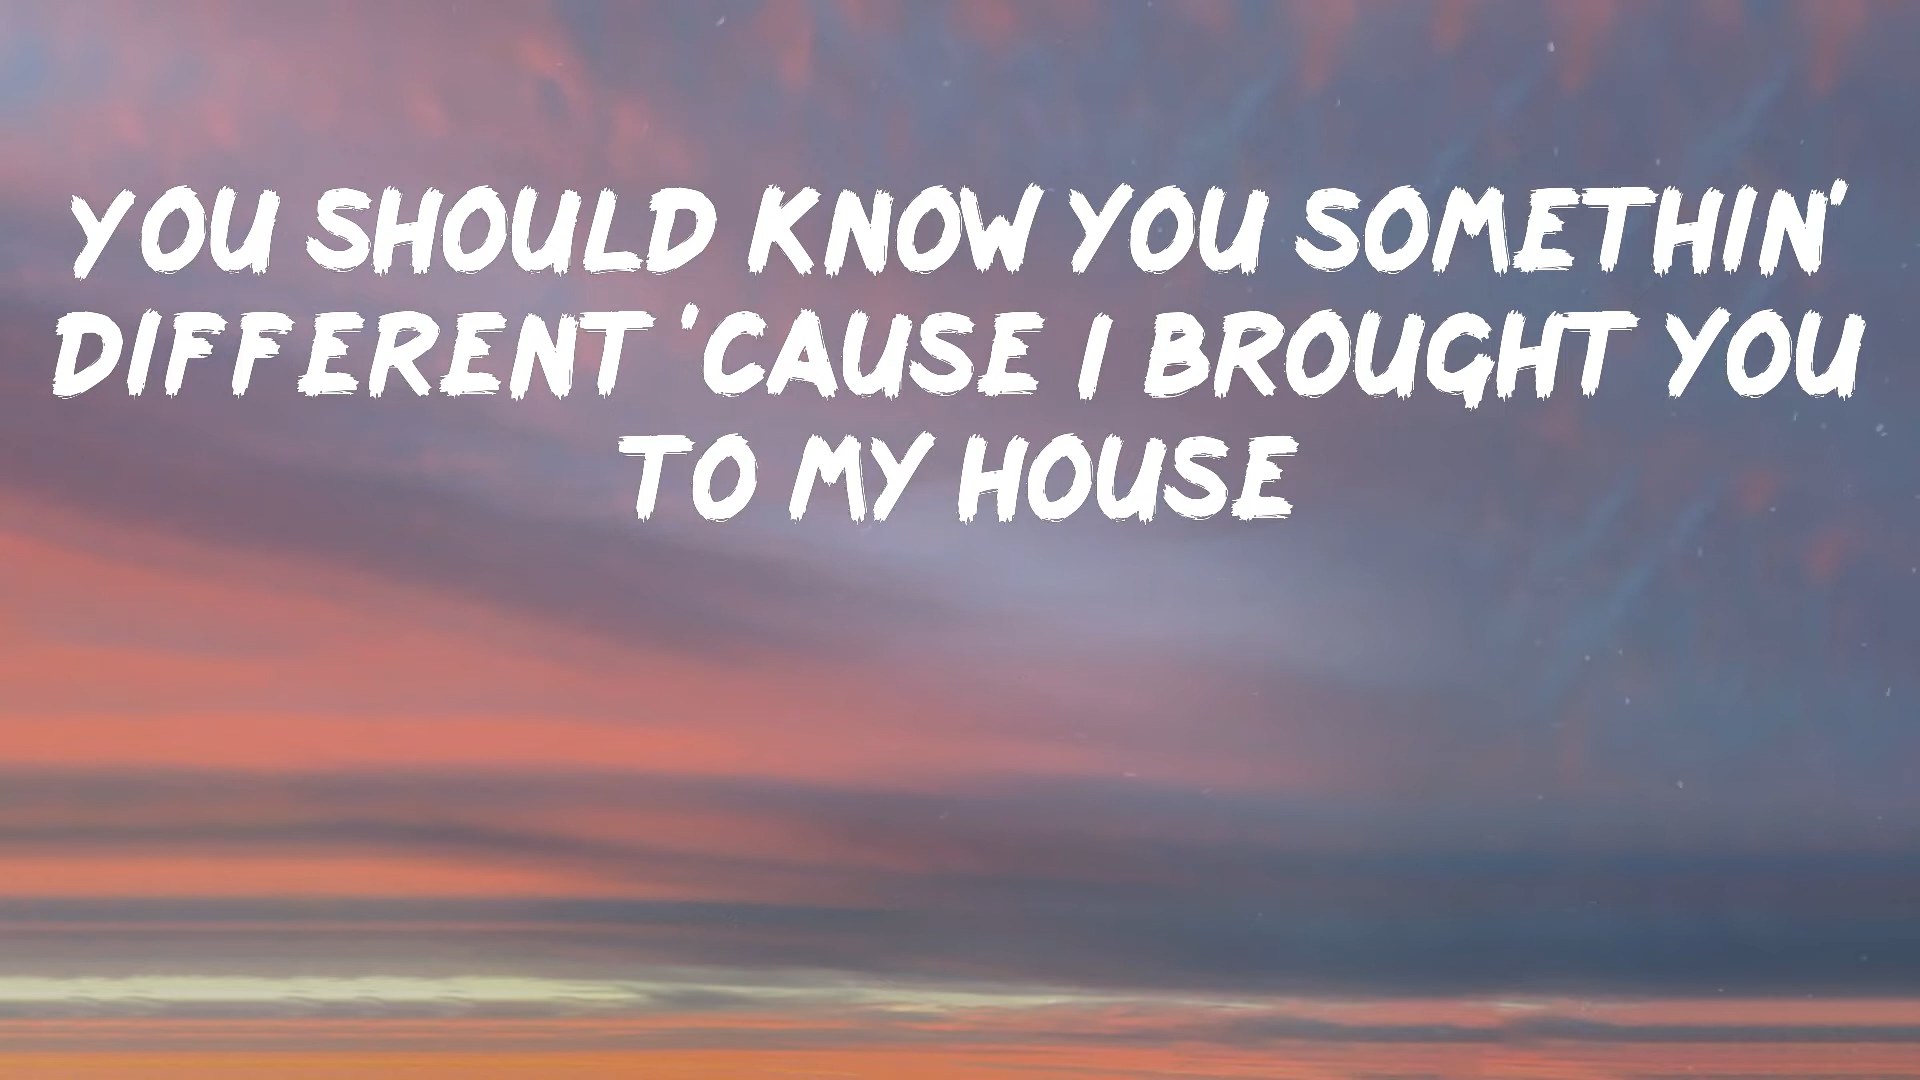 YOU SHOULD KNOW YOU SOMETHIN'
DIFFERENT 'CAUSE I BROUGHT YOU
TO MY HOUSE